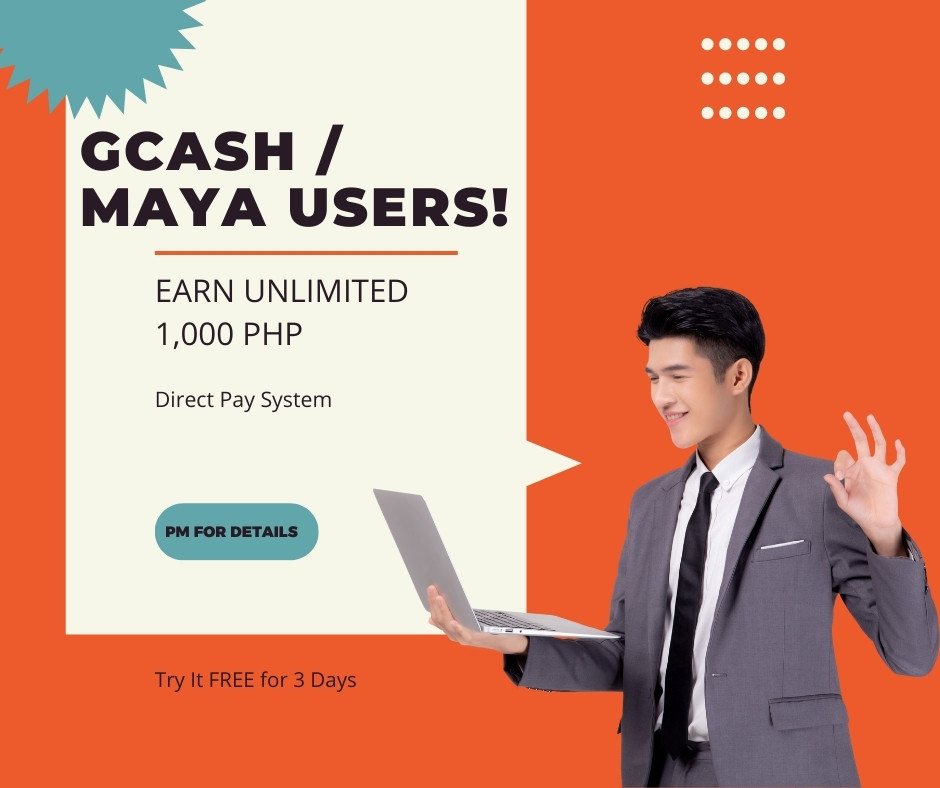 GCASH /
MAYA USERS!
EARN UNLIMITED
1,000 PHP
Direct Pay System
PM FOR DETAILS
Try It FREE for 3 Days